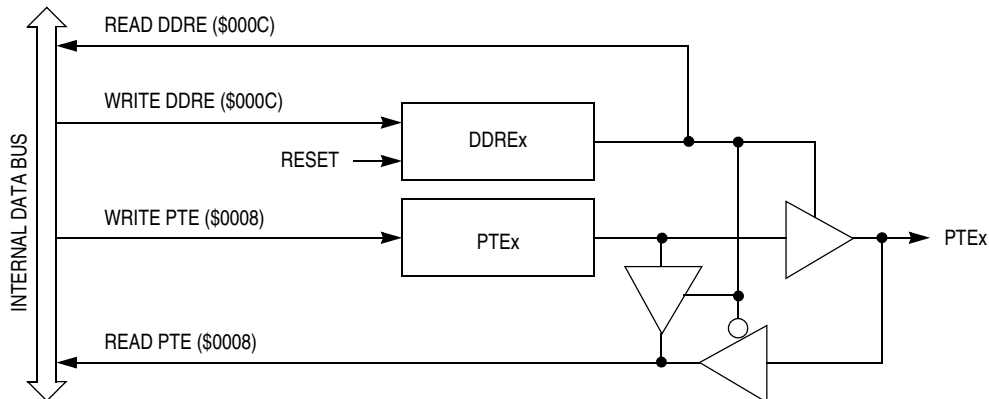 READ DDRE ($000C)
WRITE DDRE ($000C)
DDREx
RESET
WRITE PTE ($0008)
PTEx
PTEx
READ PTE ($0008)
INTERNAL DATA BUS